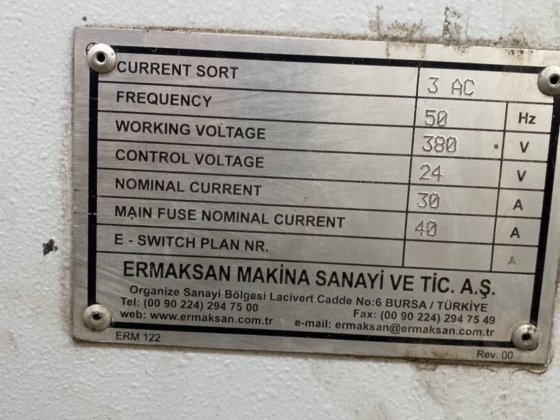 CURRENT SORT 3 AC
FREQUENCY 50 Hz
WORKING VOLTAGE 380 V
CONTROL VOLTAGE 24 V
NOMINAL CURRENT 30 A
MAIN FUSE NOMINAL CURRENT 40 A
E - SWITCH PLAN NR. A
ERMAKSAN MAKİNA SANAYİ VE TİC. A.Ş.
Organize Sanayi Bölgesi Lacivert Cadde No:6 BURSA / TÜRKİYE
Tel: (00 90 224) 294 75 00 Fax: (00 90 224) 294 75 49
web: www.ermaksan.com.tr e-mail: ermaksan@ermaksan.com.tr
ERM 122 Rev. 00